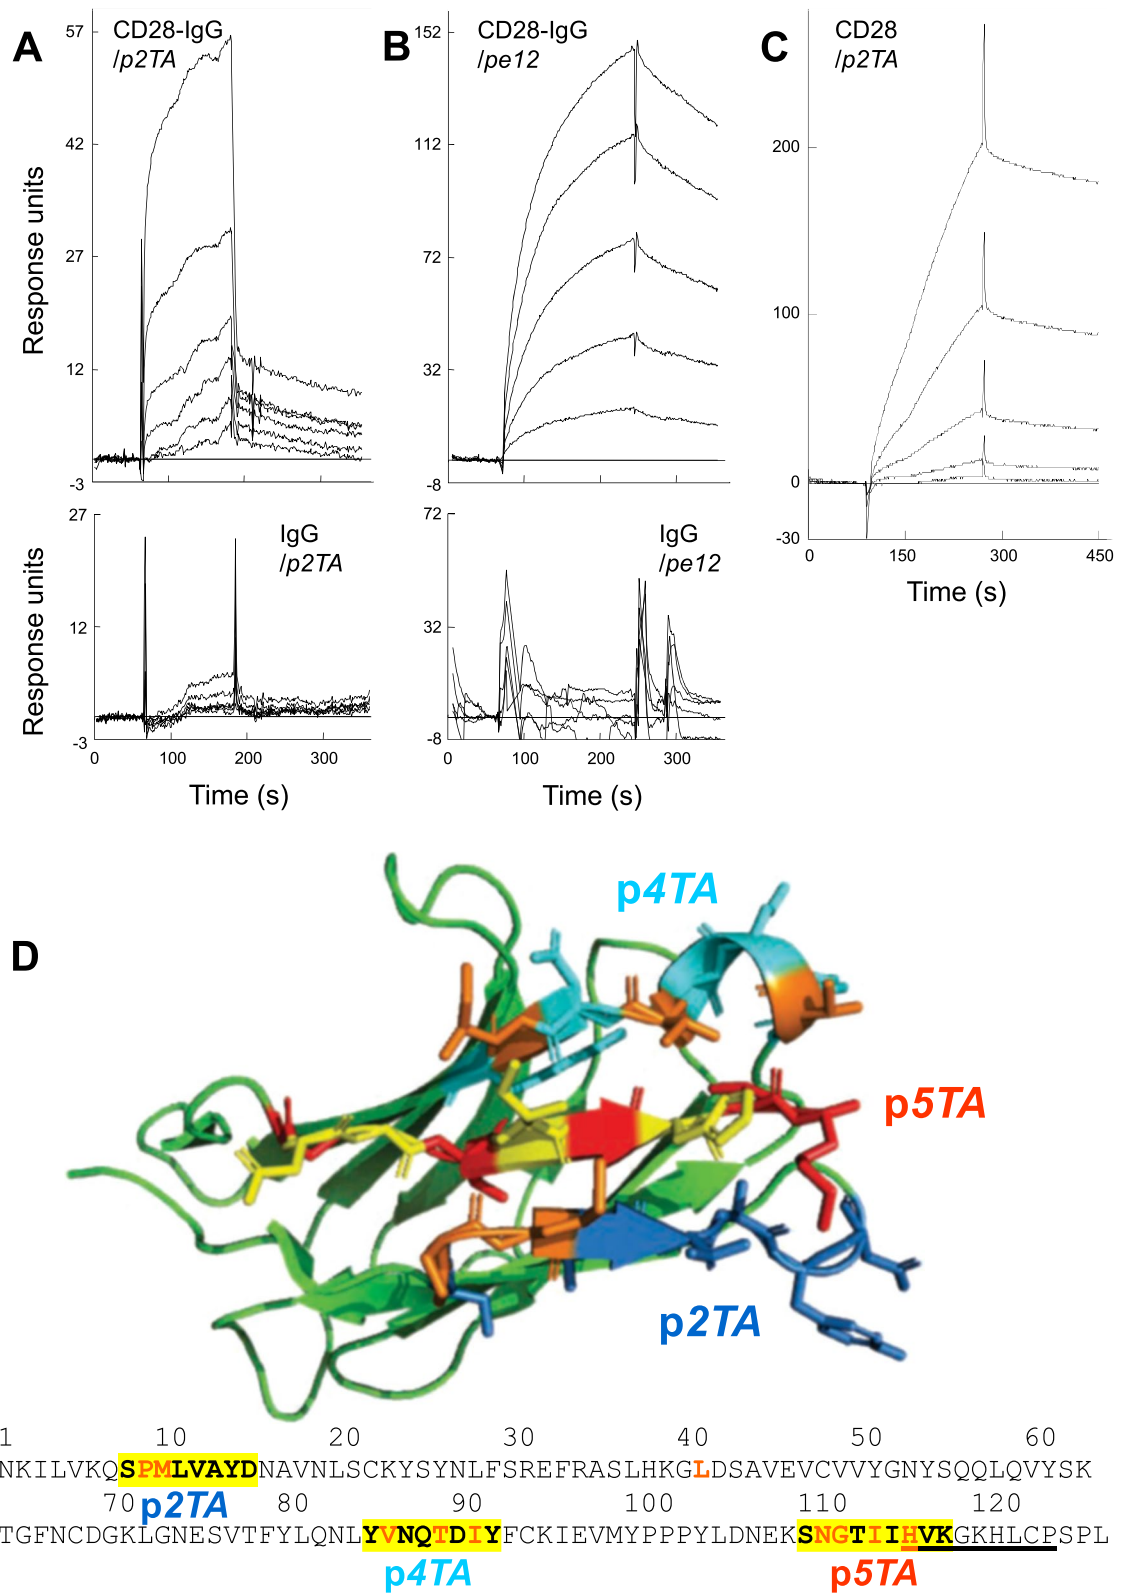 A
CD28-IgG
/p2TA
57
42
27
12
-3
Response units
B
CD28-IgG
/pe12
152
112
72
32
-8
C
CD28
/p2TA
200
100
0
-30
0 150 300 450
Time (s)
IgG
/p2TA
27
12
-3
Response units
0 100 200 300
Time (s)
IgG
/pe12
72
32
-8
0 100 200 300
Time (s)
D
p4TA
p5TA
p2TA
1 10 20 30 40 50 60
NKILVKQSPMLVAYDNAVNLSCKYSYNLFSREFRASLHKGLDSAVEVCVVYGNYSQQLQVYSK
70 p2TA 80 90 100 110 120
TGFNCDGKLGNESVTFYLQNLYVNQTDIYFCKIEVMYPPPYLDNEKSNGTIIHVKGKHLCPSPL
p4TA p5TA